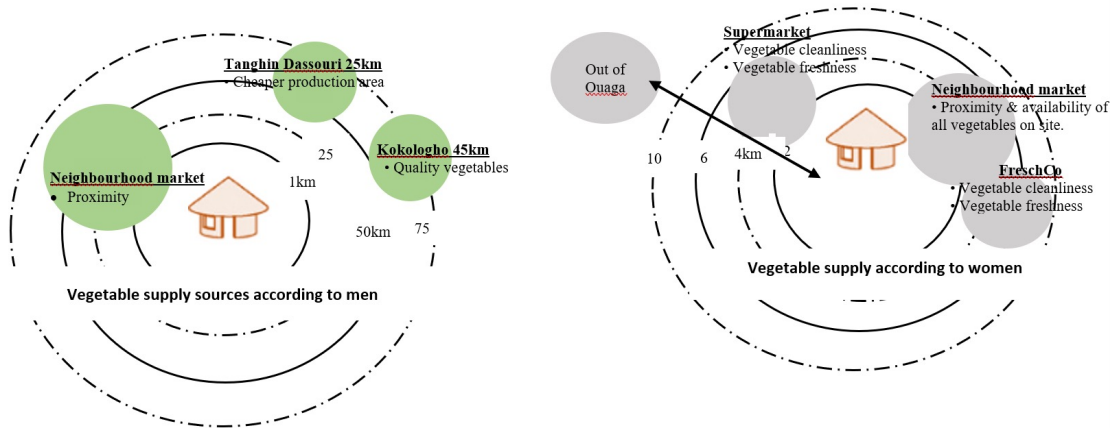 Tanghin Dassouri 25km
• Cheaper production area
25
Kokologho 45km
• Quality vegetables
Neighbourhood market
• Proximity
1km
50km
75
Vegetable supply sources according to men
Supermarket
• Vegetable cleanliness
• Vegetable freshness
Out of
Ouaga
Neighbourhood market
• Proximity & availability of
all vegetables on site.
10
6
4km
2
FreschCo
• Vegetable cleanliness
• Vegetable freshness
Vegetable supply according to women